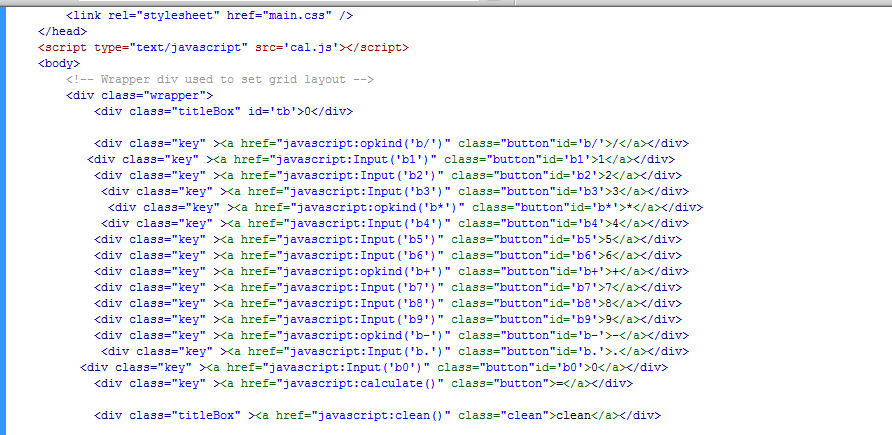 <link rel="stylesheet" href="main.css" />
</head>
<script type="text/javascript" src='cal.js'></script>
<body>
<!-- Wrapper div used to set grid layout -->
<div class="wrapper">
<div class="titleBox" id='tb'>0</div>
<div class="key" ><a href="javascript:opkind('b/')" class="button"id='b/'>/</a></div>
<div class="key" ><a href="javascript:Input('b1')" class="button"id='b1'>1</a></div>
<div class="key" ><a href="javascript:Input('b2')" class="button"id='b2'>2</a></div>
<div class="key" ><a href="javascript:Input('b3')" class="button"id='b3'>3</a></div>
<div class="key" ><a href="javascript:opkind('b*')" class="button"id='b*'>*</a></div>
<div class="key" ><a href="javascript:Input('b4')" class="button"id='b4'>4</a></div>
<div class="key" ><a href="javascript:Input('b5')" class="button"id='b5'>5</a></div>
<div class="key" ><a href="javascript:Input('b6')" class="button"id='b6'>6</a></div>
<div class="key" ><a href="javascript:opkind('b+')" class="button"id='b+'>+</a></div>
<div class="key" ><a href="javascript:Input('b7')" class="button"id='b7'>7</a></div>
<div class="key" ><a href="javascript:Input('b8')" class="button"id='b8'>8</a></div>
<div class="key" ><a href="javascript:Input('b9')" class="button"id='b9'>9</a></div>
<div class="key" ><a href="javascript:opkind('b-')" class="button"id='b-'>-</a></div>
<div class="key" ><a href="javascript:Input('b.')" class="button"id='b.'>.</a></div>
<div class="key" ><a href="javascript:Input('b0')" class="button"id='b0'>0</a></div>
<div class="key" ><a href="javascript:calculate()" class="button">=</a></div>
<div class="titleBox" ><a href="javascript:clean()" class="clean">clean</a></div>